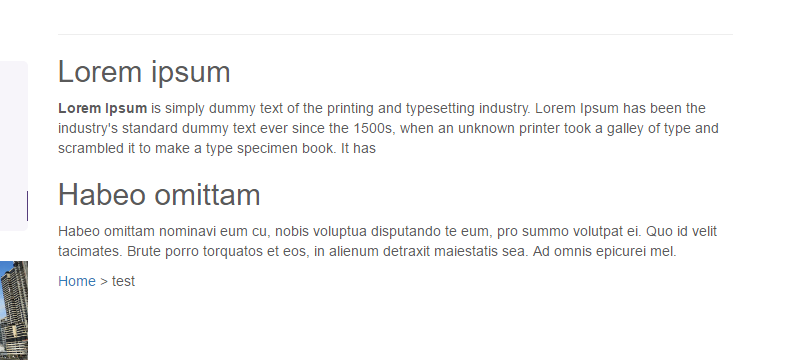 Lorem ipsum
Lorem Ipsum is simply dummy text of the printing and typesetting industry. Lorem Ipsum has been the
industry's standard dummy text ever since the 1500s, when an unknown printer took a galley of type and
scrambled it to make a type specimen book. It has
Habeo omittam
Habeo omittam nominavi eum cu, nobis voluptua disputando te eum, pro summo volutpat ei. Quo id velit
tacimates. Brute porro torquatos et eos, in alienum detraxit maiestatis sea. Ad omnis epicurei mel.
Home > test